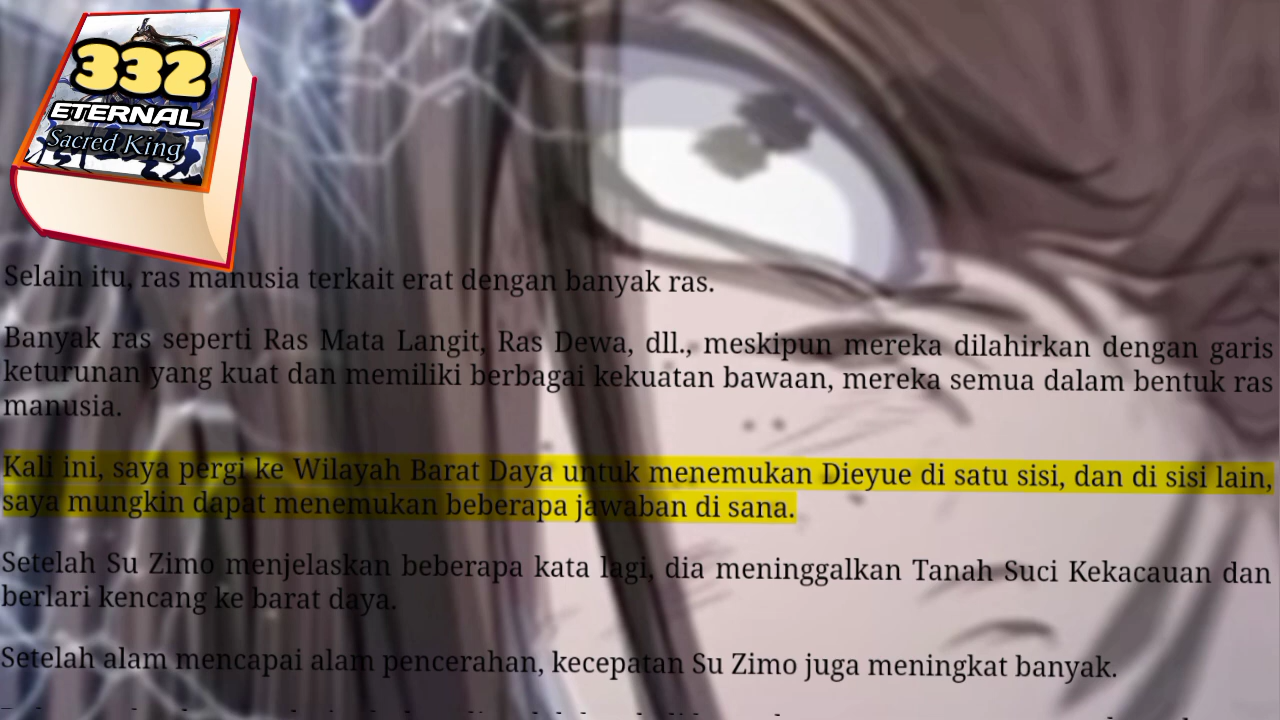 332
ETERNAL
Sacred King
Selain itu, ras manusia terkait erat dengan banyak ras.
Banyak ras seperti Ras Mata Langit, Ras Dewa, dll., meskipun mereka dilahirkan dengan garis
keturunan yang kuat dan memiliki berbagai kekuatan bawaan, mereka semua dalam bentuk ras
manusia.
Kali ini, saya pergi ke Wilayah Barat Daya untuk menemukan Dieyue di satu sisi, dan di sisi lain,
saya mungkin dapat menemukan beberapa jawaban di sana.
Setelah Su Zimo menjelaskan beberapa kata lagi, dia meninggalkan Tanah Suci Kekacauan dan
berlari kencang ke barat daya.
Setelah alam mencapai alam pencerahan, kecepatan Su Zimo juga meningkat banyak.